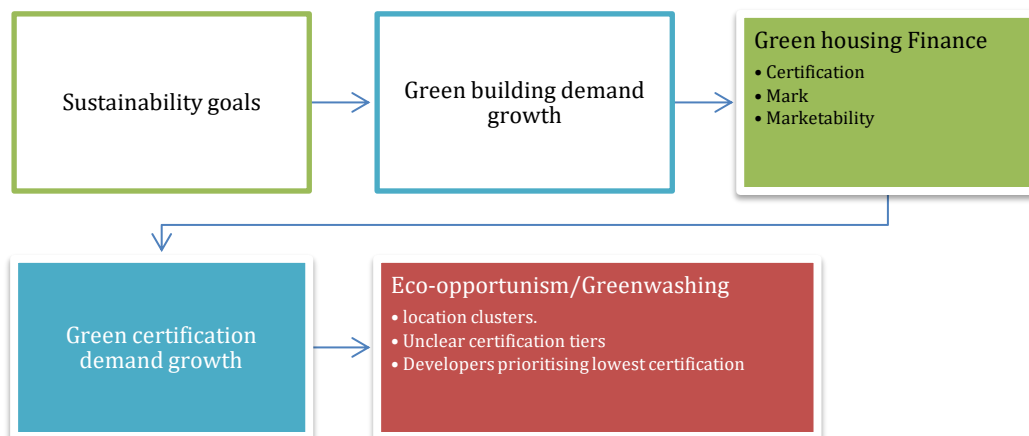 Sustainability goals
Green building demand
growth
Green housing Finance
• Certification
• Mark
• Marketability
Green certification
demand growth
Eco-opportunism/Greenwashing
• location clusters.
• Unclear certification tiers
• Developers prioritising lowest certification